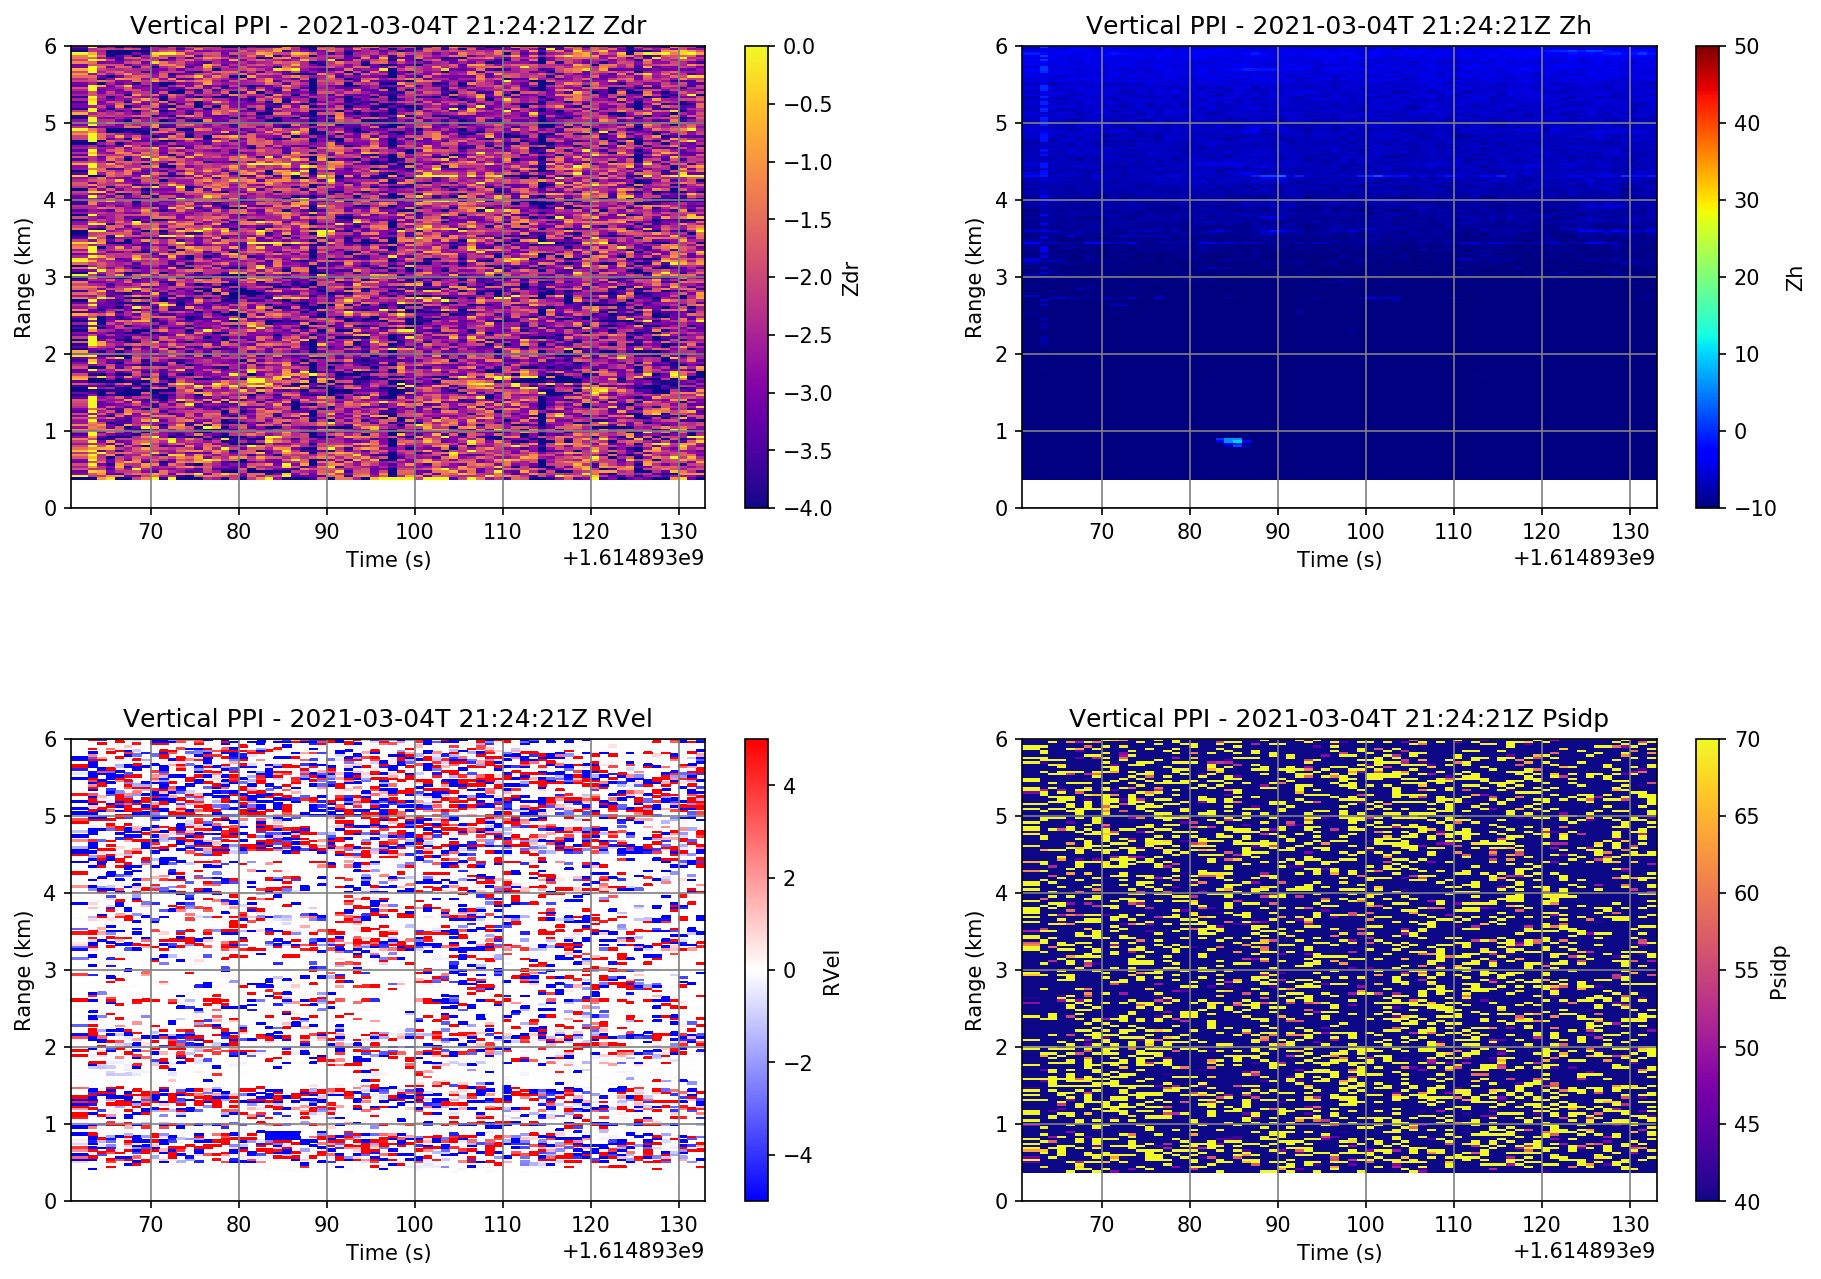 Vertical PPI - 2021-03-04T 21:24:21Z Zdr
6
5
4
3
2
1
0
Range (km)
70 80 90 100 110 120 130
Time (s)
+1.614893e9
0.0
−0.5
−1.0
−1.5
−2.0
−2.5
−3.0
−3.5
−4.0
Zdr
Vertical PPI - 2021-03-04T 21:24:21Z Zh
6
5
4
3
2
1
0
Range (km)
70 80 90 100 110 120 130
Time (s)
+1.614893e9
50
40
30
20
10
0
−10
Zh
Vertical PPI - 2021-03-04T 21:24:21Z RVel
6
5
4
3
2
1
0
Range (km)
70 80 90 100 110 120 130
Time (s)
+1.614893e9
4
2
0
−2
−4
RVel
Vertical PPI - 2021-03-04T 21:24:21Z Psidp
6
5
4
3
2
1
0
Range (km)
70 80 90 100 110 120 130
Time (s)
+1.614893e9
70
65
60
55
50
45
40
Psidp